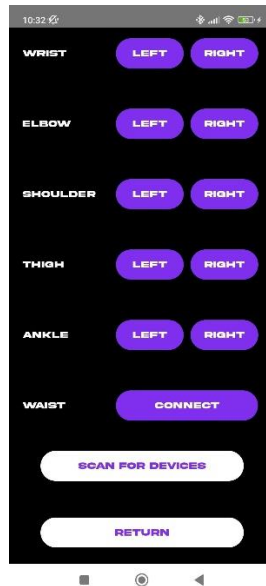 10:32
WRIST LEFT RIGHT
ELBOW LEFT RIGHT
SHOULDER LEFT RIGHT
THIGH LEFT RIGHT
ANKLE LEFT RIGHT
WAIST CONNECT
SCAN FOR DEVICES
RETURN